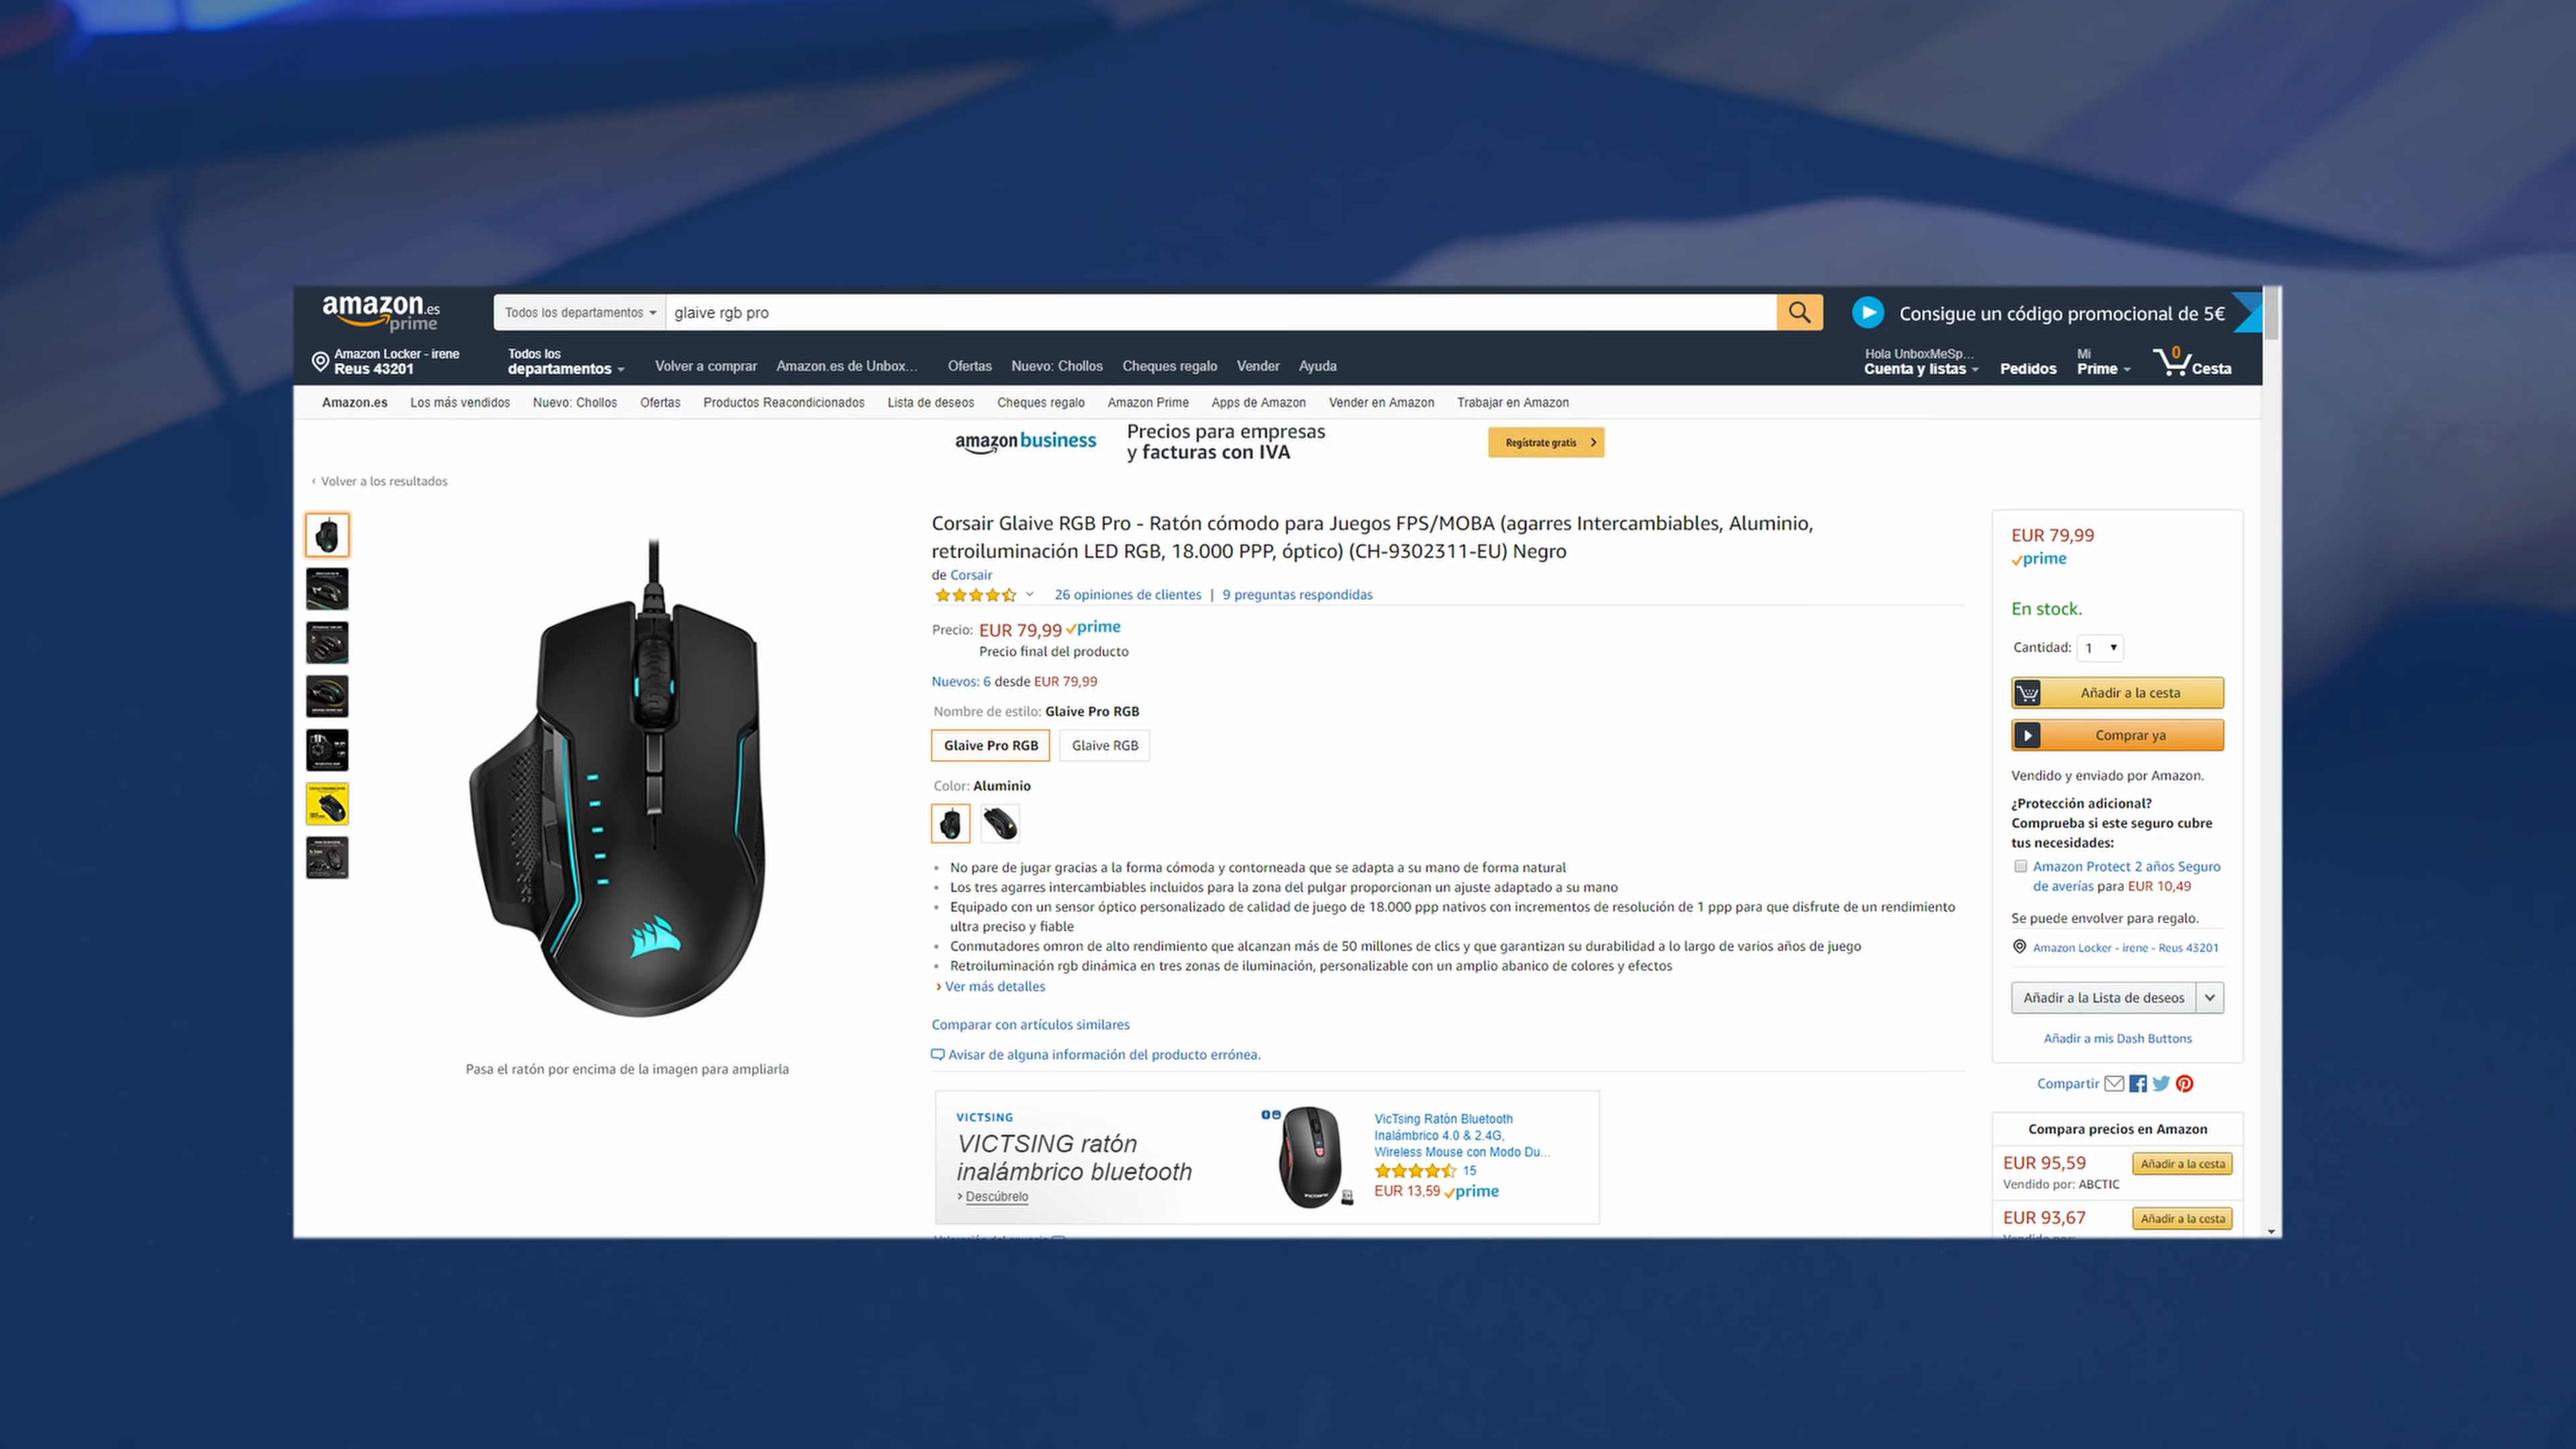 amazon.es
prime
Todos los departamentos
glaive rgb pro
Consigue un código promocional de 5€
Amazon Locker - irene
Reus 43201
Todos los
departamentos
Volver a comprar
Amazon.es de Unbox...
Ofertas
Nuevo: Chollos
Cheques regalo
Vender
Ayuda
Hola UnboxMeSp...
Cuenta y listas
Pedidos
Mi
Prime
0
Cesta
Amazon.es
Los más vendidos
Nuevo: Chollos
Ofertas
Productos Reacondicionados
Lista de deseos
Cheques regalo
Amazon Prime
Apps de Amazon
Vender en Amazon
Trabajar en Amazon
amazon business
Precios para empresas
y facturas con IVA
Regístrate gratis
‹ Volver a los resultados
Corsair Glaive RGB Pro - Ratón cómodo para Juegos FPS/MOBA (agarres Intercambiables, Aluminio,
retroiluminación LED RGB, 18.000 PPP, óptico) (CH-9302311-EU) Negro
de Corsair
26 opiniones de clientes | 9 preguntas respondidas
Precio: EUR 79,99 prime
Precio final del producto
Nuevos: 6 desde EUR 79,99
Nombre de estilo: Glaive Pro RGB
Glaive Pro RGB
Glaive RGB
Color: Aluminio
No pare de jugar gracias a la forma cómoda y contorneada que se adapta a su mano de forma natural
Los tres agarres intercambiables incluidos para la zona del pulgar proporcionan un ajuste adaptado a su mano
Equipado con un sensor óptico personalizado de calidad de juego de 18.000 ppp nativos con incrementos de resolución de 1 ppp para que disfrute de un rendimiento
ultra preciso y fiable
Conmutadores omron de alto rendimiento que alcanzan más de 50 millones de clics y que garantizan su durabilidad a lo largo de varios años de juego
Retroiluminación rgb dinámica en tres zonas de iluminación, personalizable con un amplio abanico de colores y efectos
› Ver más detalles
Comparar con artículos similares
Avisar de alguna información del producto errónea.
Pasa el ratón por encima de la imagen para ampliarla
VICTSING
VICTSING ratón
inalámbrico bluetooth
› Descúbrelo
VicTsing Ratón Bluetooth
Inalámbrico 4.0 & 2.4G,
Wireless Mouse con Modo Du...
15
EUR 13,59 prime
EUR 79,99
prime
En stock.
Cantidad: 1
Añadir a la cesta
Comprar ya
Vendido y enviado por Amazon.
¿Protección adicional?
Comprueba si este seguro cubre
tus necesidades:
Amazon Protect 2 años Seguro
de averías para EUR 10,49
Se puede envolver para regalo.
Amazon Locker - irene - Reus 43201
Añadir a la Lista de deseos
Añadir a mis Dash Buttons
Compartir
Compara precios en Amazon
EUR 95,59
Añadir a la cesta
Vendido por: ABCTIC
EUR 93,67
Añadir a la cesta